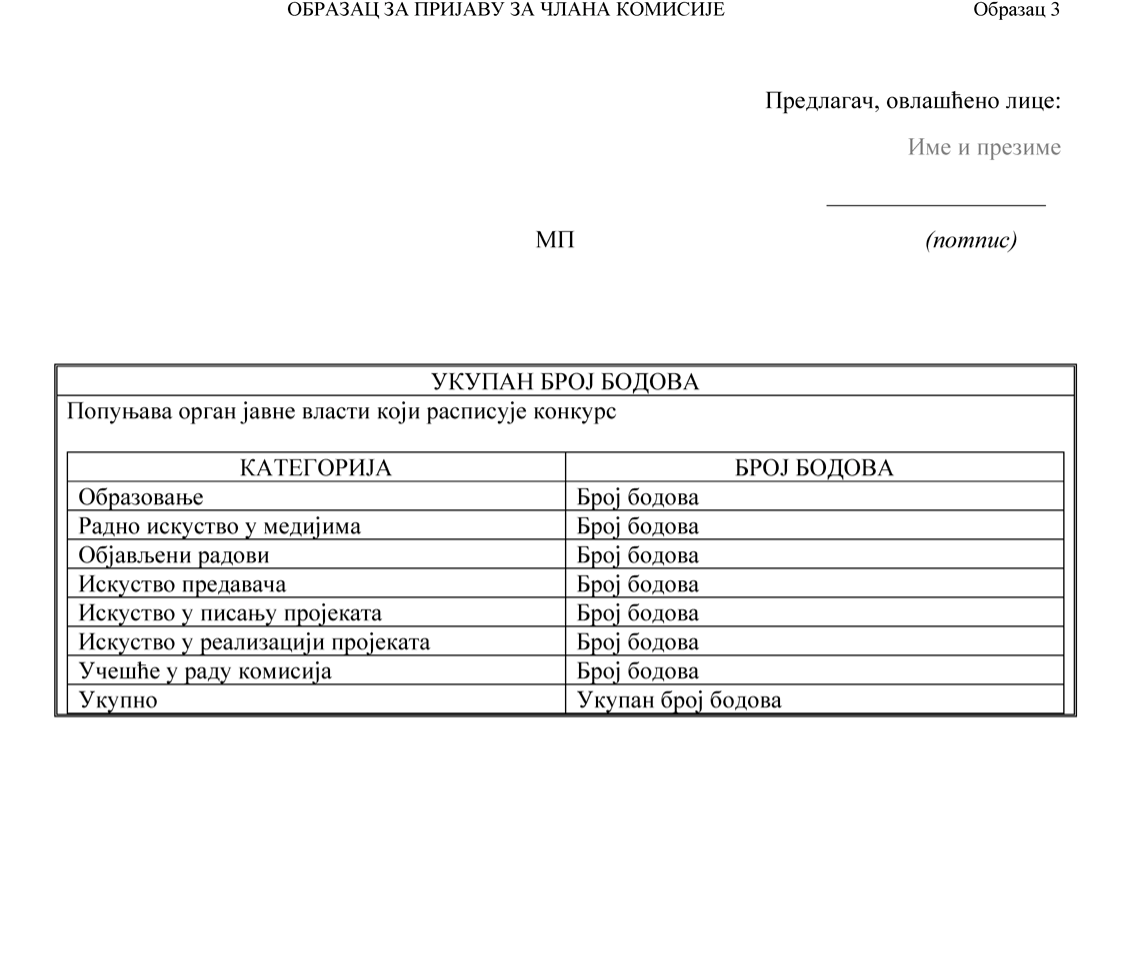 ОБРАЗАЦ ЗА ПРИЈАВУ ЗА ЧЛАНА КОМИСИЈЕ Образац 3
Предлагач, овлашћено лице:
Име и презиме
МП (потпис)
УКУПАН БРОЈ БОДОВА
Попуњава орган јавне власти који расписује конкурс
КАТЕГОРИЈА БРОЈ БОДОВА
Образовање Број бодова
Радно искуство у медијима Број бодова
Објављени радови Број бодова
Искуство предавача Број бодова
Искуство у писању пројеката Број бодова
Искуство у реализацији пројеката Број бодова
Учешће у раду комисија Број бодова
Укупно Укупан број бодова